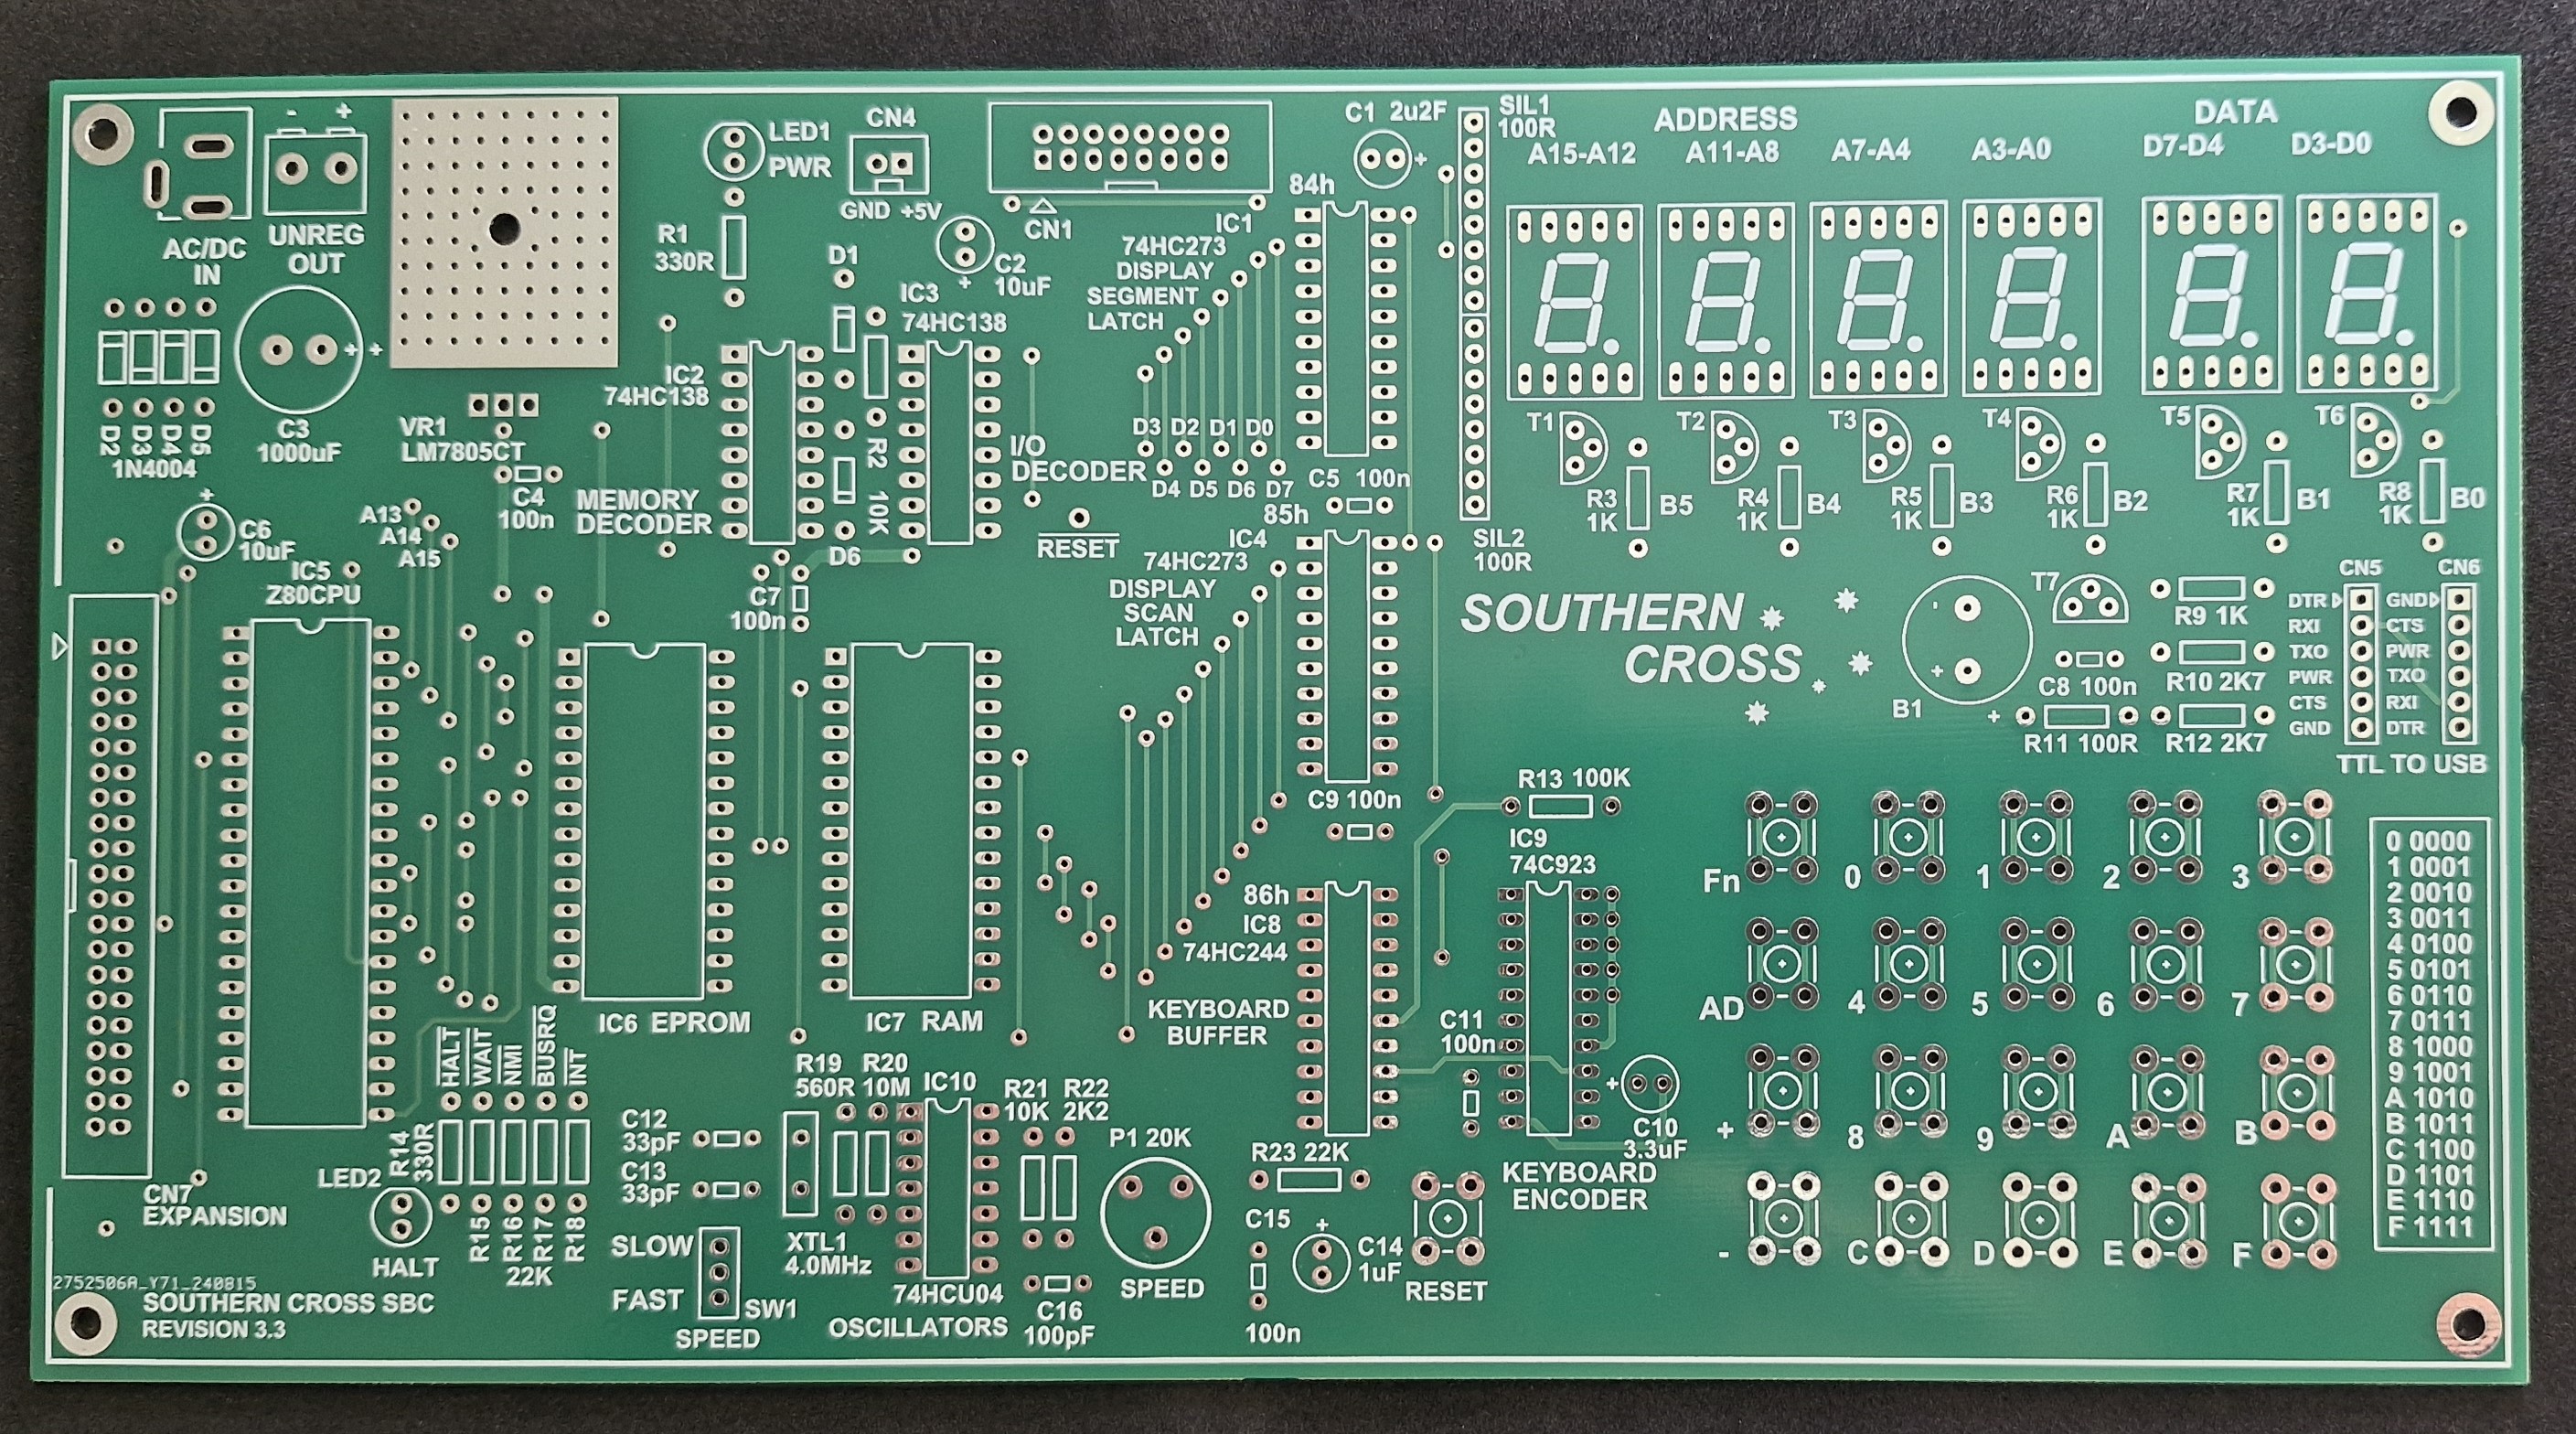 - +
AC/DC
IN
UNREG
OUT
LED1
PWR
CN4
GND +5V
CN1
C1 2u2F
+
SIL1
100R
ADDRESS
A15-A12
A11-A8
A7-A4
A3-A0
DATA
D7-D4
D3-D0
84h
IC1
74HC273
DISPLAY
SEGMENT
LATCH
R1
330R
D1
C2
10uF
+
IC3
74HC138
IC2
74HC138
+ +
C3
1000uF
D2
D3
D4
D5
1N4004
VR1
LM7805CT
C4
100n
MEMORY
DECODER
R2
10K
I/O
DECODER
D3 D2 D1 D0
D4 D5 D6 D7
C5 100n
85h
T1
R3
1K
B5
T2
R4
1K
B4
T3
R5
1K
B3
T4
R6
1K
B2
T5
R7
1K
B1
T6
R8
1K
B0
+
C6
10uF
A13
A14
A15
IC5
Z80CPU
D6
C7
100n
RESET
IC4
74HC273
DISPLAY
SCAN
LATCH
SIL2
100R
SOUTHERN
CROSS
-
+
B1
T7
R9 1K
C8 100n
R10 2K7
+
R11 100R
R12 2K7
CN5
DTR
RXI
TXO
PWR
CTS
GND
CN6
GND
CTS
PWR
TXO
RXI
DTR
TTL TO USB
C9 100n
R13 100K
IC9
74C923
86h
IC8
74HC244
KEYBOARD
BUFFER
IC6 EPROM
IC7 RAM
C11
100n
+
C10
3.3uF
KEYBOARD
ENCODER
Fn 0 1 2 3
AD 4 5 6 7
+ 8 9 A B
- C D E F
0 0000
1 0001
2 0010
3 0011
4 0100
5 0101
6 0110
7 0111
8 1000
9 1001
A 1010
B 1011
C 1100
D 1101
E 1110
F 1111
HALT
WAIT
NMI
BUSRQ
INT
R14
330R
LED2
HALT
R15
R16
R17
R18
22K
CN7
EXPANSION
C12
33pF
C13
33pF
R19
560R
R20
10M
IC10
74HCU04
XTL1
4.0MHz
OSCILLATORS
R21
10K
R22
2K2
C16
100pF
P1 20K
SPEED
SLOW
FAST
SW1
SPEED
R23 22K
C15
100n
+
C14
1uF
RESET
2752506A_Y71_240815
SOUTHERN CROSS SBC
REVISION 3.3